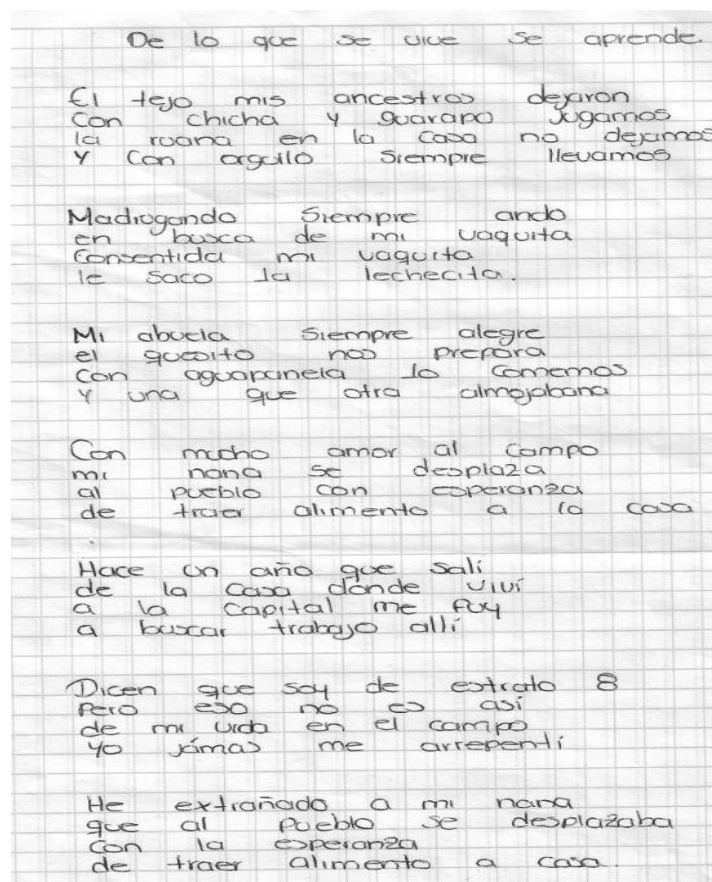 De lo que se vive se aprende.
El tejo mis ancestros dejaron
con chicha y guarapo jugamos
la ruana en la casa no dejamos
y con orgullo siempre llevamos
Madrugando siempre ando
en busca de mi vaquita
consentida mi vaquita
le saco la lechecita.
Mi abuela siempre alegre
el quesito nos prepara
con aguapanela lo comemos
y una que otra almojabana
Con mucho amor al campo
mi nana se desplaza
al pueblo con esperanza
de traer alimento a la casa
Hace un año que salí
de la casa donde viví
a la capital me fuy
a buscar trabajo allí
Dicen que soy de estrato 8
pero eso no es así
de mi vida en el campo
yo jámas me arrepentí
He extrañado a mi nana
que al pueblo se desplazaba
con la esperanza
de traer alimento a casa.